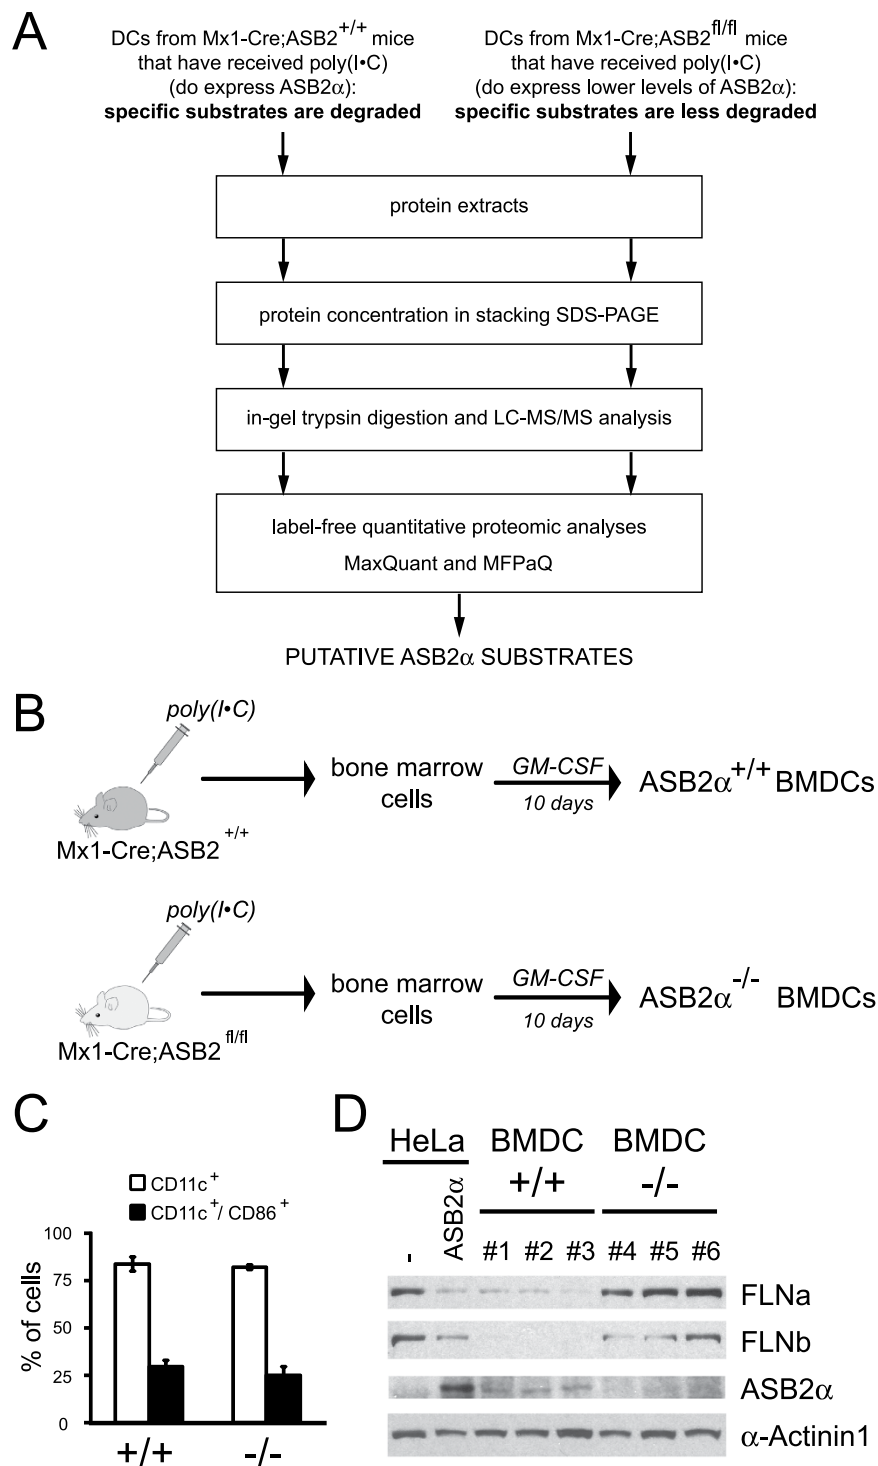 A
DCs from Mx1-Cre;ASB2+/+ mice
that have received poly(I•C)
(do express ASB2α):
specific substrates are degraded
DCs from Mx1-Cre;ASB2fl/fl mice
that have received poly(I•C)
(do express lower levels of ASB2α):
specific substrates are less degraded
protein extracts
protein concentration in stacking SDS-PAGE
in-gel trypsin digestion and LC-MS/MS analysis
label-free quantitative proteomic analyses
MaxQuant and MFPaQ
PUTATIVE ASB2α SUBSTRATES
B
poly(I•C)
Mx1-Cre;ASB2 +/+
bone marrow
cells
GM-CSF
10 days
ASB2α+/+ BMDCs
poly(I•C)
Mx1-Cre;ASB2 fl/fl
bone marrow
cells
GM-CSF
10 days
ASB2α-/- BMDCs
C
CD11c+
CD11c+/ CD86+
% of cells
100
75
50
25
0
+/+
-/-
D
HeLa
BMDC
+/+
BMDC
-/-
- ASB2α #1 #2 #3 #4 #5 #6
FLNa
FLNb
ASB2α
α-Actinin1